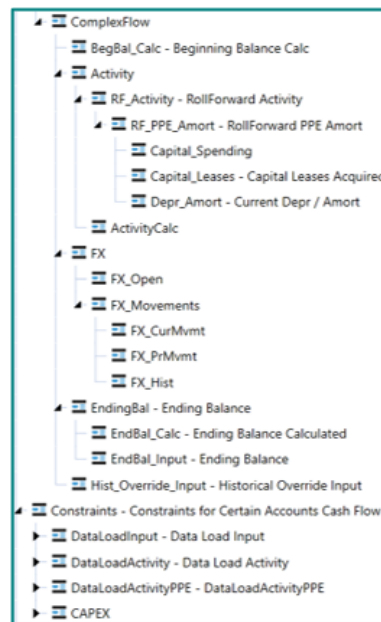 ComplexFlow
BegBal_Calc - Beginning Balance Calc
Activity
RF_Activity - RollForward Activity
RF_PPE_Amort - RollForward PPE Amort
Capital_Spending
Capital_Leases - Capital Leases Acquired
Depr_Amort - Current Depr / Amort
ActivityCalc
FX
FX_Open
FX_Movements
FX_CurMvmt
FX_PrMvmt
FX_Hist
EndingBal - Ending Balance
EndBal_Calc - Ending Balance Calculated
EndBal_Input - Ending Balance
Hist_Override_Input - Historical Override Input
Constraints - Constraints for Certain Accounts Cash Flow
DataLoadInput - Data Load Input
DataLoadActivity - Data Load Activity
DataLoadActivityPPE - DataLoadActivityPPE
CAPEX